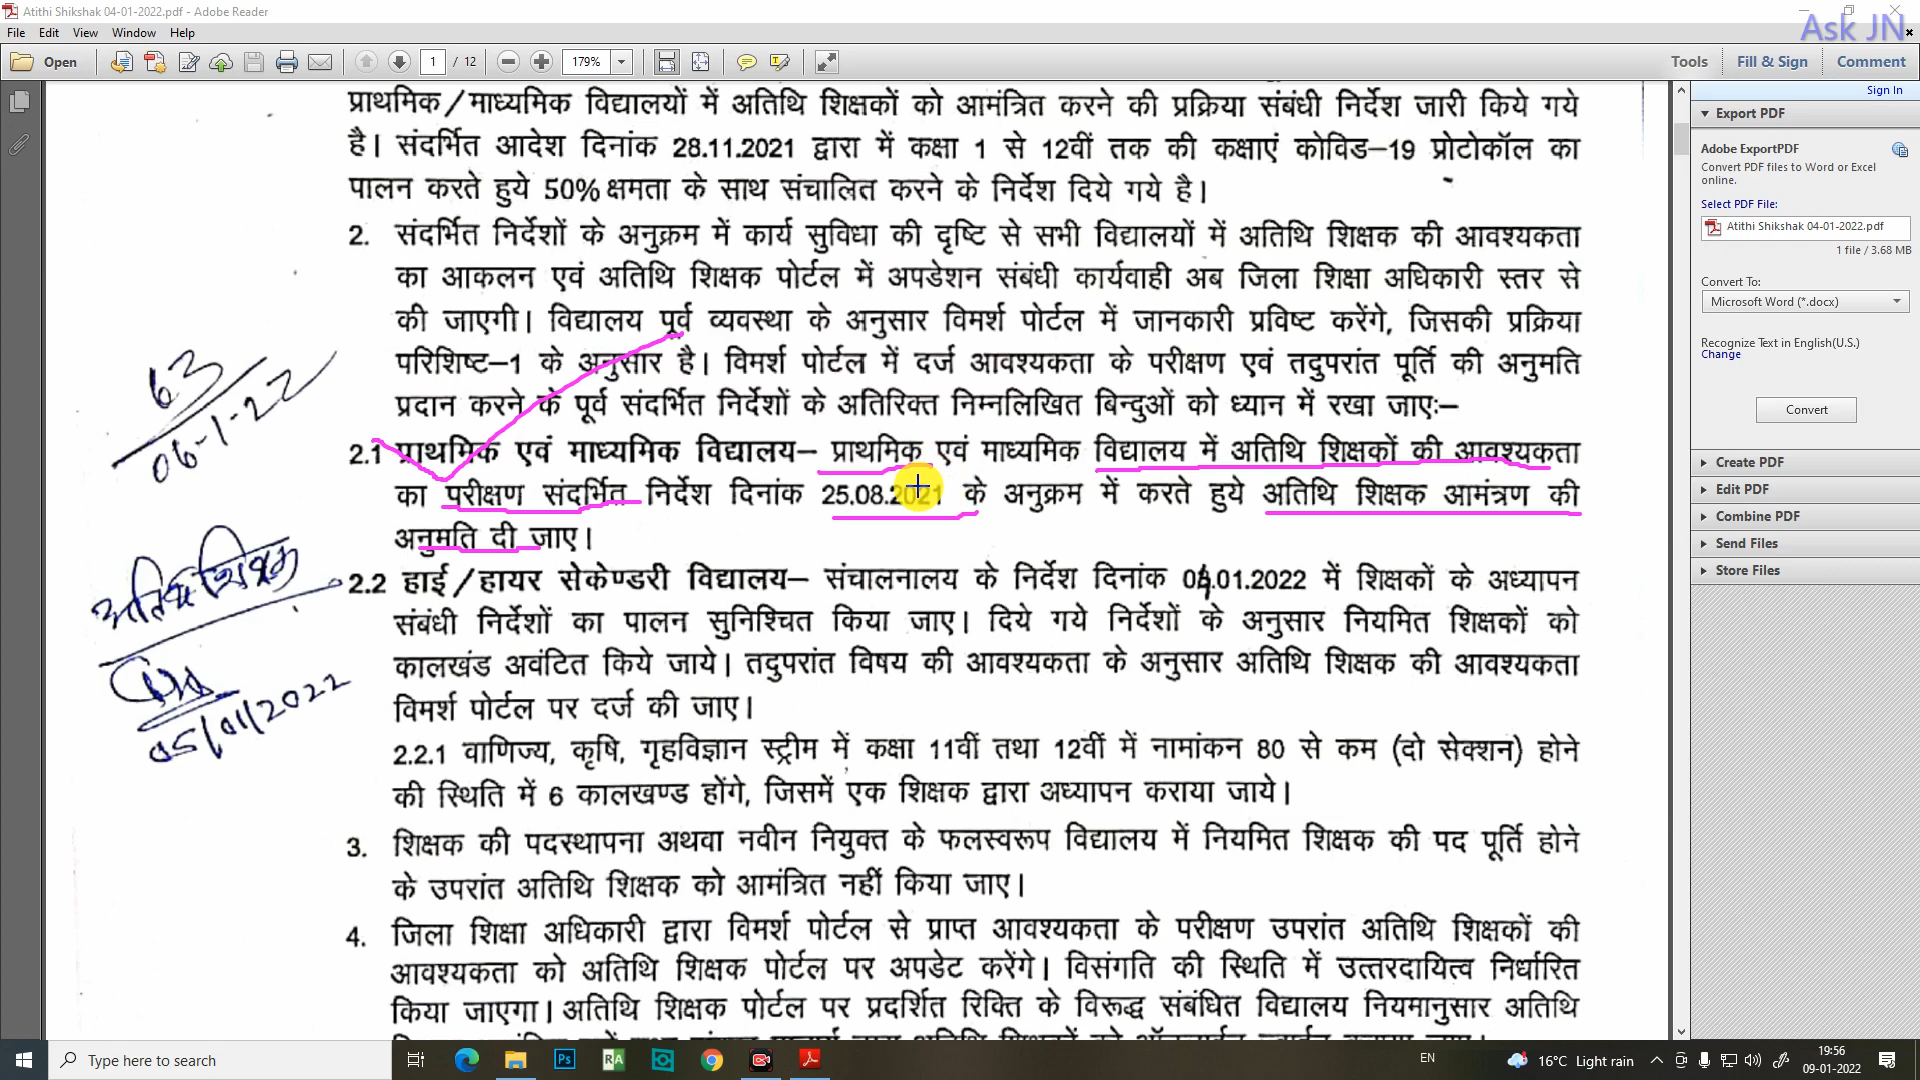 Atithi Shikshak 04-01-2022.pdf - Adobe Reader
Ask JN
File Edit View Window Help
Open 1 / 12 179% Tools Fill & Sign Comment
Sign In
प्राथमिक/माध्यमिक विद्यालयों में अतिथि शिक्षकों को आमंत्रित करने की प्रक्रिया संबंधी निर्देश जारी किये गये
है। संदर्भित आदेश दिनांक 28.11.2021 द्वारा में कक्षा 1 से 12वीं तक की कक्षाएं कोविड–19 प्रोटोकॉल का
पालन करते हुये 50% क्षमता के साथ संचालित करने के निर्देश दिये गये है।
2. संदर्भित निर्देशों के अनुक्रम में कार्य सुविधा की दृष्टि से सभी विद्यालयों में अतिथि शिक्षक की आवश्यकता
का आकलन एवं अतिथि शिक्षक पोर्टल में अपडेशन संबंधी कार्यवाही अब जिला शिक्षा अधिकारी स्तर से
की जाएगी। विद्यालय पूर्व व्यवस्था के अनुसार विमर्श पोर्टल में जानकारी प्रविष्ट करेंगे, जिसकी प्रक्रिया
परिशिष्ट–1 के अनुसार है। विमर्श पोर्टल में दर्ज आवश्यकता के परीक्षण एवं तदुपरांत पूर्ति की अनुमति
प्रदान करने के पूर्व संदर्भित निर्देशों के अतिरिक्त निम्नलिखित बिन्दुओं को ध्यान में रखा जाएः–
2.1 प्राथमिक एवं माध्यमिक विद्यालय– प्राथमिक एवं माध्यमिक विद्यालय में अतिथि शिक्षकों की आवश्यकता
का परीक्षण संदर्भित निर्देश दिनांक 25.08.2021 के अनुक्रम में करते हुये अतिथि शिक्षक आमंत्रण की
अनुमति दी जाए।
2.2 हाई/हायर सेकेण्डरी विद्यालय– संचालनालय के निर्देश दिनांक 04.01.2022 में शिक्षकों के अध्यापन
संबंधी निर्देशों का पालन सुनिश्चित किया जाए। दिये गये निर्देशों के अनुसार नियमित शिक्षकों को
कालखंड अवंटित किये जाये। तदुपरांत विषय की आवश्यकता के अनुसार अतिथि शिक्षक की आवश्यकता
विमर्श पोर्टल पर दर्ज की जाए।
2.2.1 वाणिज्य, कृषि, गृहविज्ञान स्ट्रीम में कक्षा 11वीं तथा 12वीं में नामांकन 80 से कम (दो सेक्शन) होने
की स्थिति में 6 कालखण्ड होंगे, जिसमें एक शिक्षक द्वारा अध्यापन कराया जाये।
3. शिक्षक की पदस्थापना अथवा नवीन नियुक्त के फलस्वरूप विद्यालय में नियमित शिक्षक की पद पूर्ति होने
के उपरांत अतिथि शिक्षक को आमंत्रित नहीं किया जाए।
4. जिला शिक्षा अधिकारी द्वारा विमर्श पोर्टल से प्राप्त आवश्यकता के परीक्षण उपरांत अतिथि शिक्षकों की
आवश्यकता को अतिथि शिक्षक पोर्टल पर अपडेट करेंगे। विसंगति की स्थिति में उत्तरदायित्व निर्धारित
किया जाएगा। अतिथि शिक्षक पोर्टल पर प्रदर्शित रिक्ति के विरूद्ध संबंधित विद्यालय नियमानुसार अतिथि
63
06-1-22
अतिथि शिक्षक
05/01/2022
Export PDF
Adobe ExportPDF
Convert PDF files to Word or Excel
online.
Select PDF File:
Atithi Shikshak 04-01-2022.pdf
1 file / 3.68 MB
Convert To:
Microsoft Word (*.docx)
Recognize Text in English(U.S.)
Change
Convert
Create PDF
Edit PDF
Combine PDF
Send Files
Store Files
Type here to search
Ps
RA
EN
16°C Light rain
19:56
09-01-2022